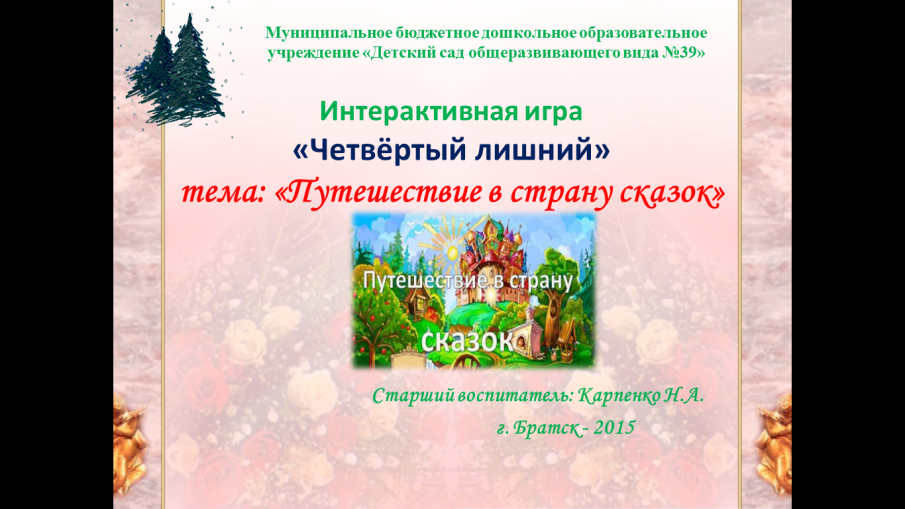 Муниципальное бюджетное дошкольное образовательное
учреждение «Детский сад общеразвивающего вида №39»
Интерактивная игра
«Четвёртый лишний»
тема: «Путешествие в страну сказок»
Путешествие в страну
сказок
Старший воспитатель: Карпенко Н.А.
г. Братск - 2015